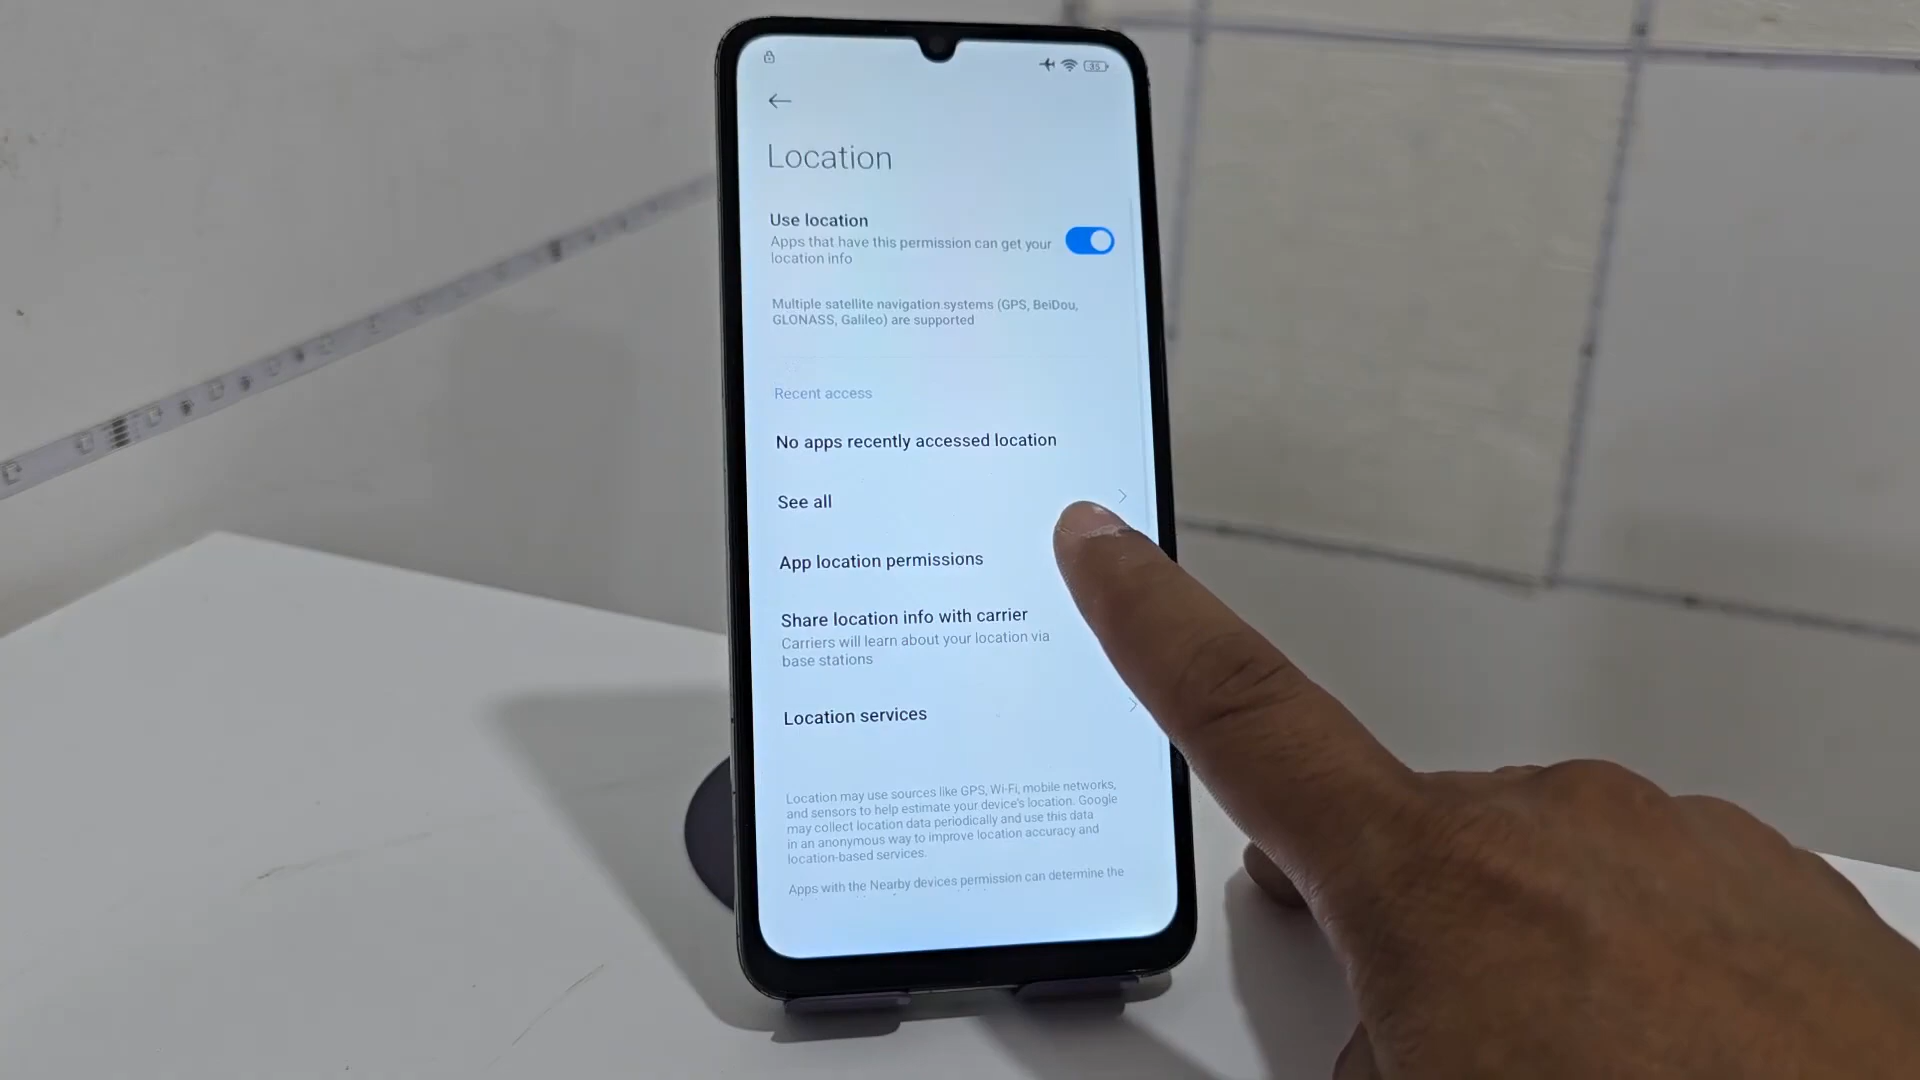 35
Location
Use location
Apps that have this permission can get your
location info
Multiple satellite navigation systems (GPS, BeiDou,
GLONASS, Galileo) are supported
Recent access
No apps recently accessed location
See all
App location permissions
Share location info with carrier
Carriers will learn about your location via
base stations
Location services
Location may use sources like GPS, Wi-Fi, mobile networks,
and sensors to help estimate your device's location. Google
may collect location data periodically and use this data
in an anonymous way to improve location accuracy and
location-based services.
Apps with the Nearby devices permission can determine the